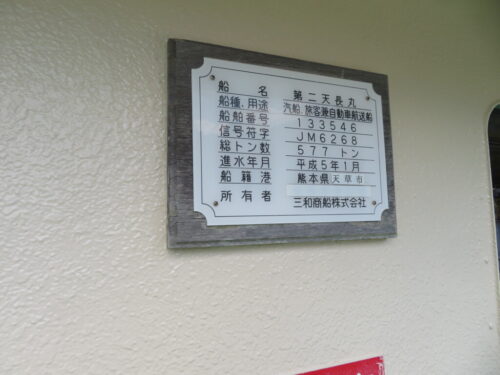 船名 第二天長丸
船種、用途 汽船、旅客兼自動車航送船
船舶番号 133546
信号符字 JM6268
総トン数 577 トン
進水年月 平成5年1月
船籍港 熊本県天草市
所有者 三和商船株式会社